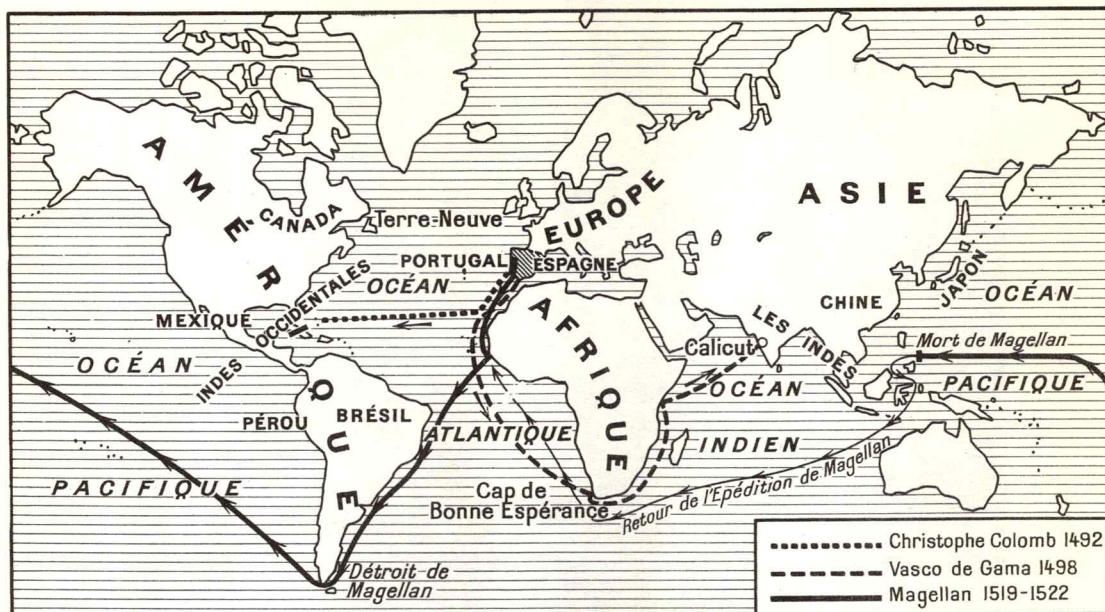 AMÉRIQUE
CANADA
Terre-Neuve
EUROPE
ASIE
PORTUGAL
ESPAGNE
OCÉAN
ATLANTIQUE
MEXIQUE
INDES OCCIDENTALES
AFRIQUE
Calicut
LES INDES
CHINE
JAPON
OCÉAN
PACIFIQUE
Mort de Magellan
OCÉAN
PACIFIQUE
PÉROU
BRÉSIL
OCÉAN
INDIEN
Cap de
Bonne Espérance
Retour de l'Epédition de Magellan
Détroit de
Magellan
Christophe Colomb 1492
Vasco de Gama 1498
Magellan 1519-1522